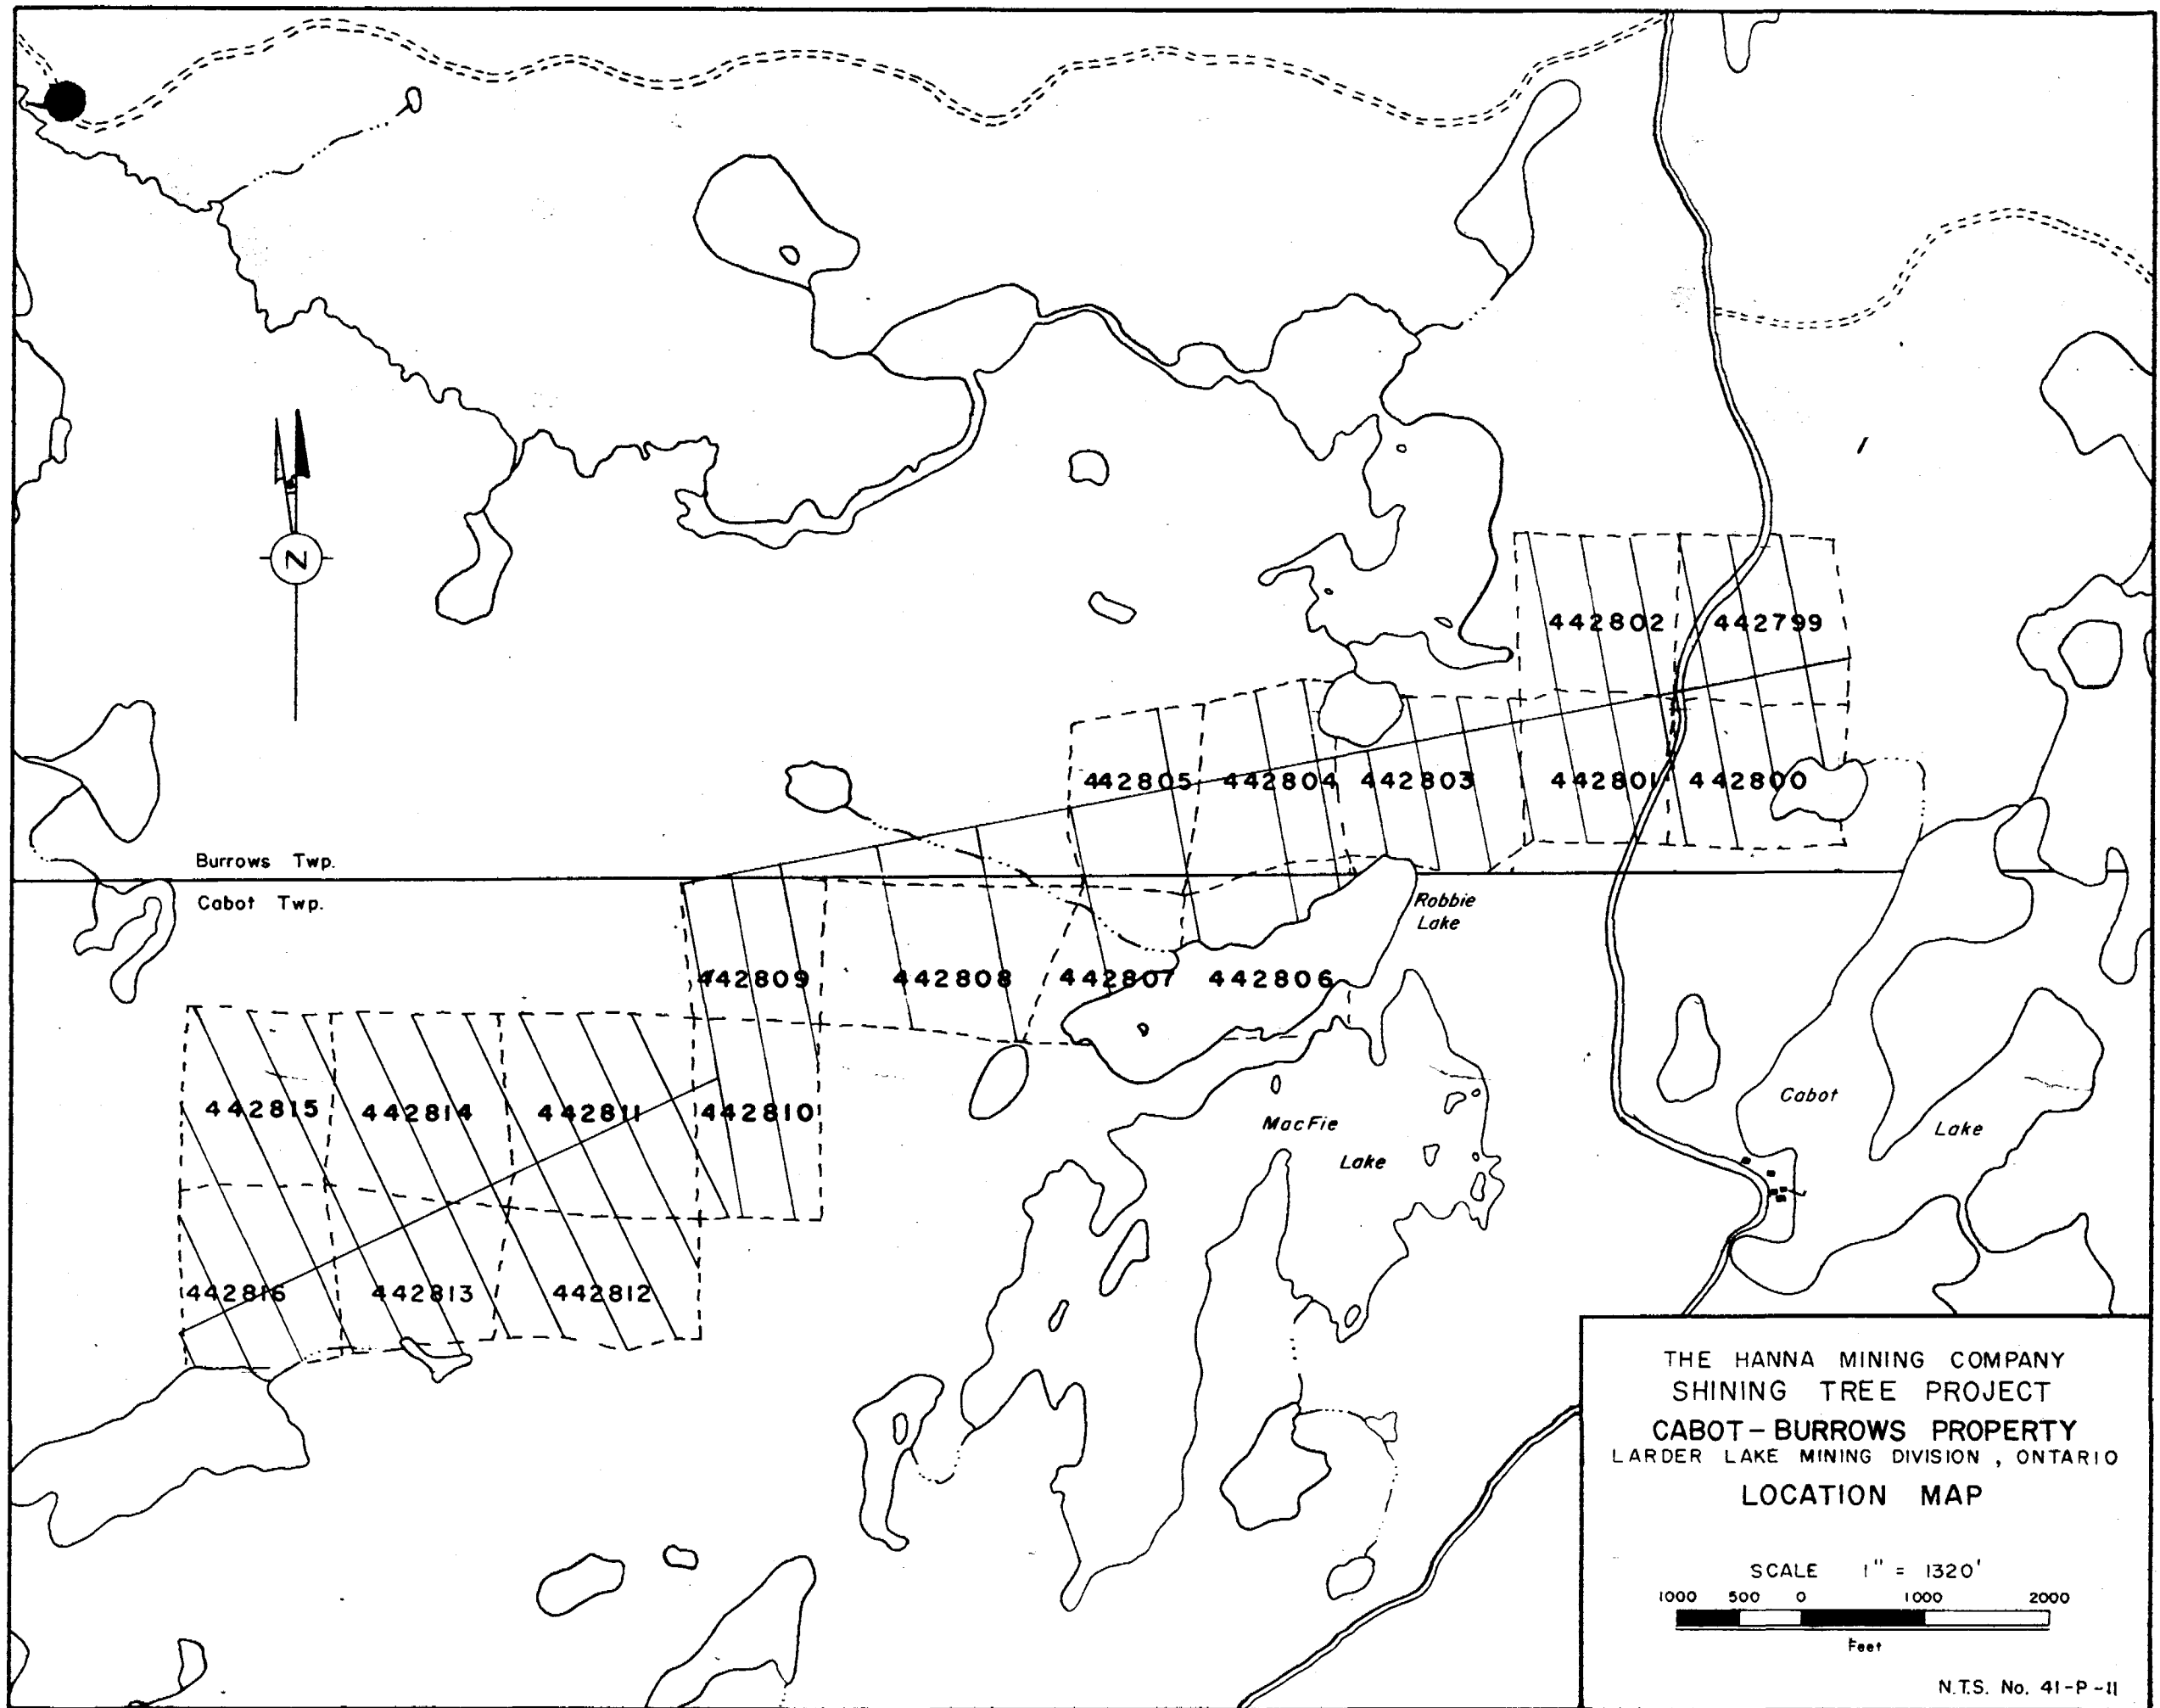 N
442802 442799
442805 442804 442803 442801 442800
Burrows Twp.
Cabot Twp.
Robbie
Lake
442809 442808 442807 442806
442815 442814 442811 442810
MacFie
Lake
Cabot
Lake
442816 442813 442812
THE HANNA MINING COMPANY
SHINING TREE PROJECT
CABOT-BURROWS PROPERTY
LARDER LAKE MINING DIVISION , ONTARIO
LOCATION MAP
SCALE 1" = 1320'
1000 500 0 1000 2000
Feet
N.T.S. No. 41-P-11